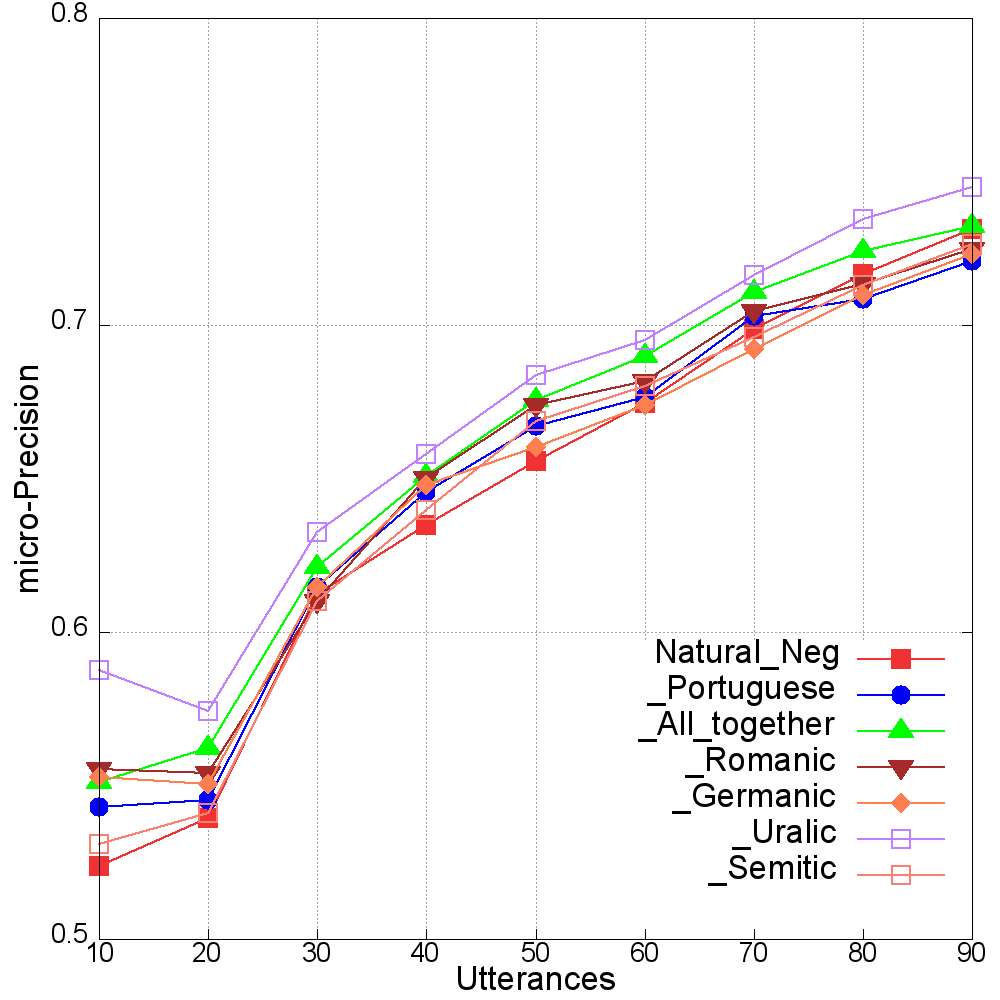 0.8
0.7
0.6
0.5
micro-Precision
Natural_Neg
_Portuguese
_All_together
_Romanic
_Germanic
_Uralic
_Semitic
10 20 30 40 50 60 70 80 90
Utterances